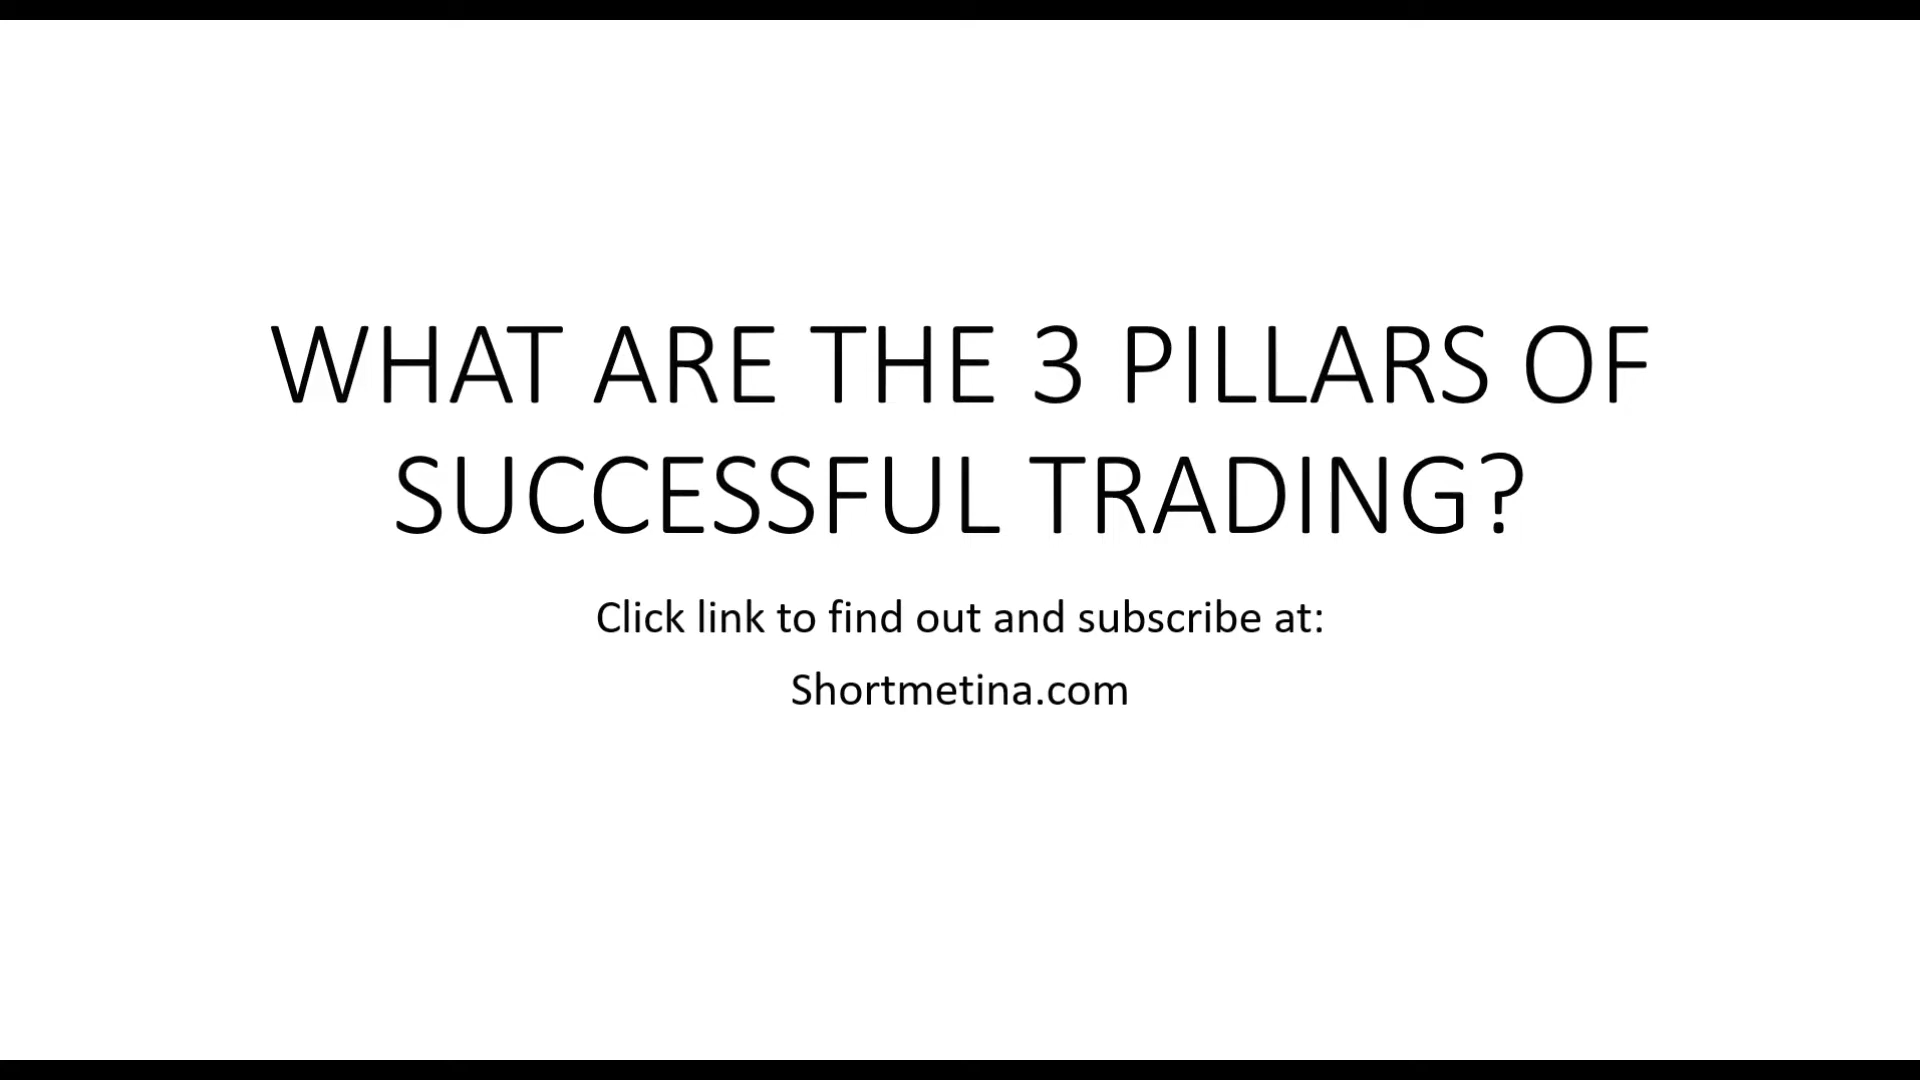 WHAT ARE THE 3 PILLARS OF
SUCCESSFUL TRADING?
Click link to find out and subscribe at:
Shortmetina.com